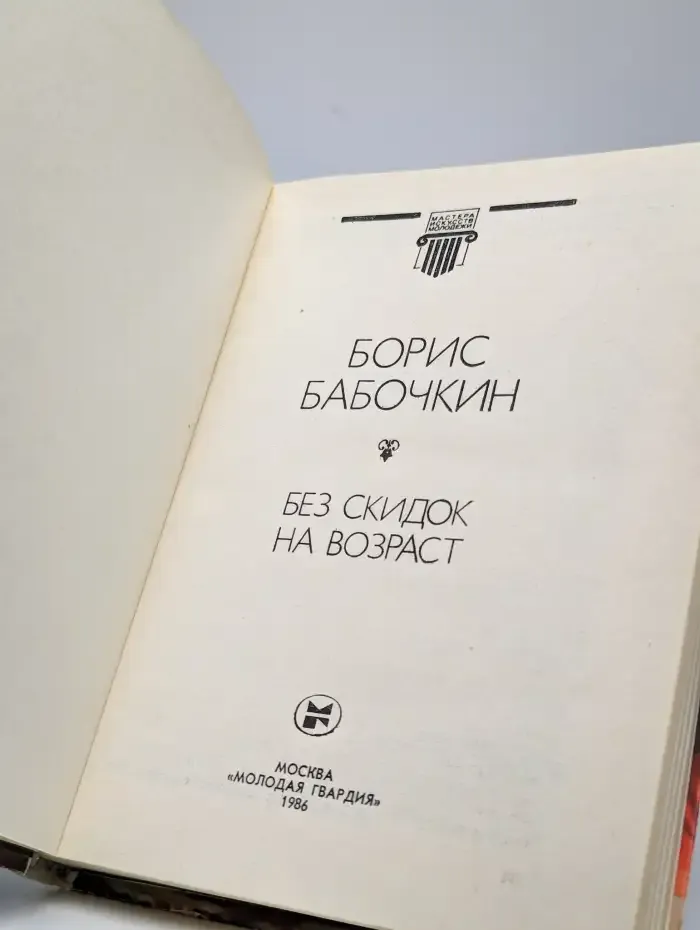 МАСТЕРА
ИСКУССТВ
МОЛОДЕЖИ
БОРИС
БАБОЧКИН
БЕЗ СКИДОК
НА ВОЗРАСТ
МОСКВА
«МОЛОДАЯ ГВАРДИЯ»
1986